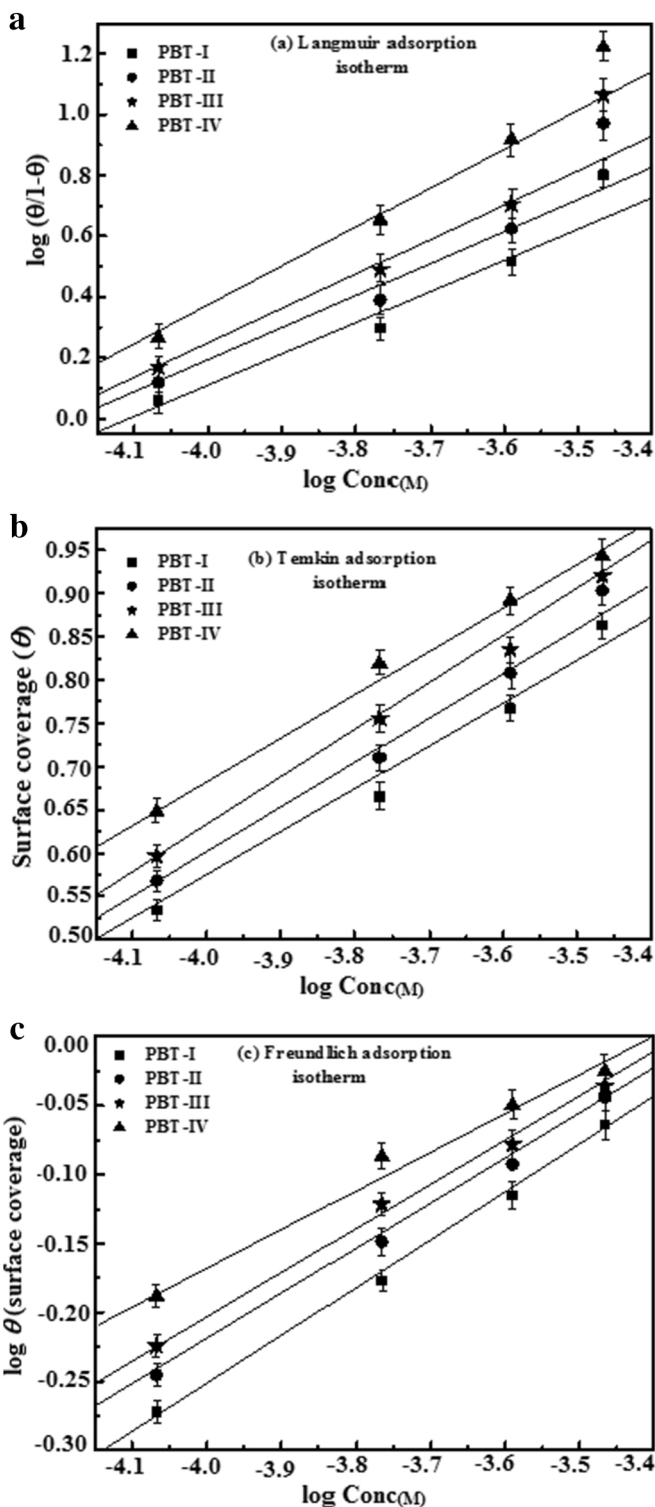 a
(a) Langmuir adsorption
isotherm
PBT-I
PBT-II
PBT-III
PBT-IV
log (θ/1-θ)
1.2
1.0
0.8
0.6
0.4
0.2
0.0
-4.1 -4.0 -3.9 -3.8 -3.7 -3.6 -3.5 -3.4
log Conc(M)
b
(b) Temkin adsorption
isotherm
PBT-I
PBT-II
PBT-III
PBT-IV
Surface coverage (θ)
0.95
0.90
0.85
0.80
0.75
0.70
0.65
0.60
0.55
0.50
-4.1 -4.0 -3.9 -3.8 -3.7 -3.6 -3.5 -3.4
log Conc(M)
c
(c) Freundlich adsorption
isotherm
PBT-I
PBT-II
PBT-III
PBT-IV
log θ (surface coverage)
0.00
-0.05
-0.10
-0.15
-0.20
-0.25
-0.30
-4.1 -4.0 -3.9 -3.8 -3.7 -3.6 -3.5 -3.4
log Conc(M)